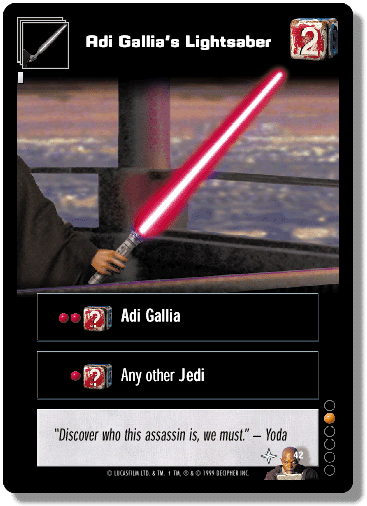 Adi Gallia's Lightsaber
2
? Adi Gallia
? Any other Jedi
"Discover who this assassin is, we must." – Yoda
42
© LUCASFILM LTD. & TM. † TM, ® & © 1999 DECIPHER INC.